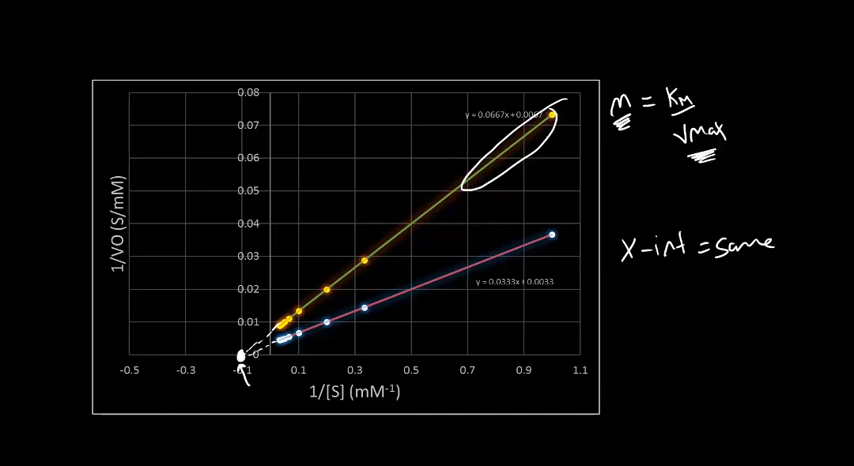 0.08
0.07
0.06
0.05
0.04
0.03
0.02
0.01
0
-0.5
-0.3
-0.1
0.1
0.3
0.5
0.7
0.9
1.1
1/VO (S/mM)
1/[S] (mM⁻¹)
y = 0.0667x+0.0067
y = 0.0333x+0.0033
m = KM
Vmax
X-int = same